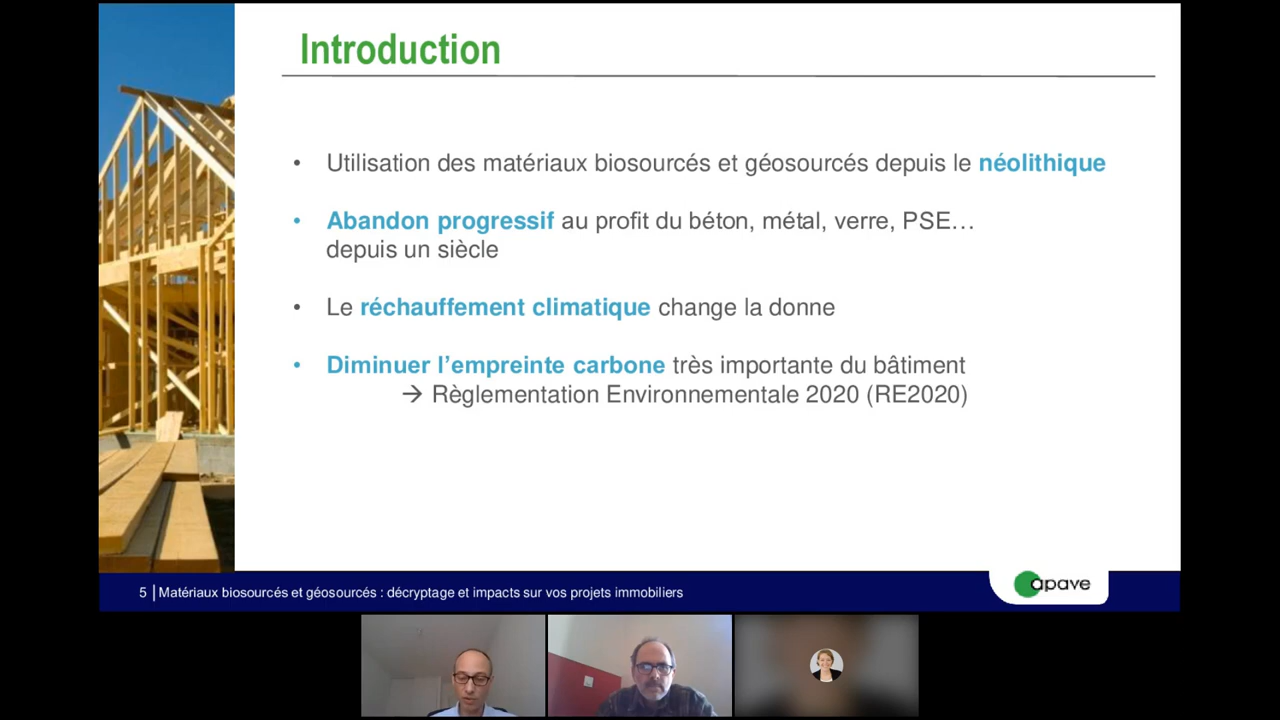 Introduction
• Utilisation des matériaux biosourcés et géosourcés depuis le néolithique
• Abandon progressif au profit du béton, métal, verre, PSE…
depuis un siècle
• Le réchauffement climatique change la donne
• Diminuer l’empreinte carbone très importante du bâtiment
→ Règlementation Environnementale 2020 (RE2020)
5 | Matériaux biosourcés et géosourcés : décryptage et impacts sur vos projets immobiliers
apave